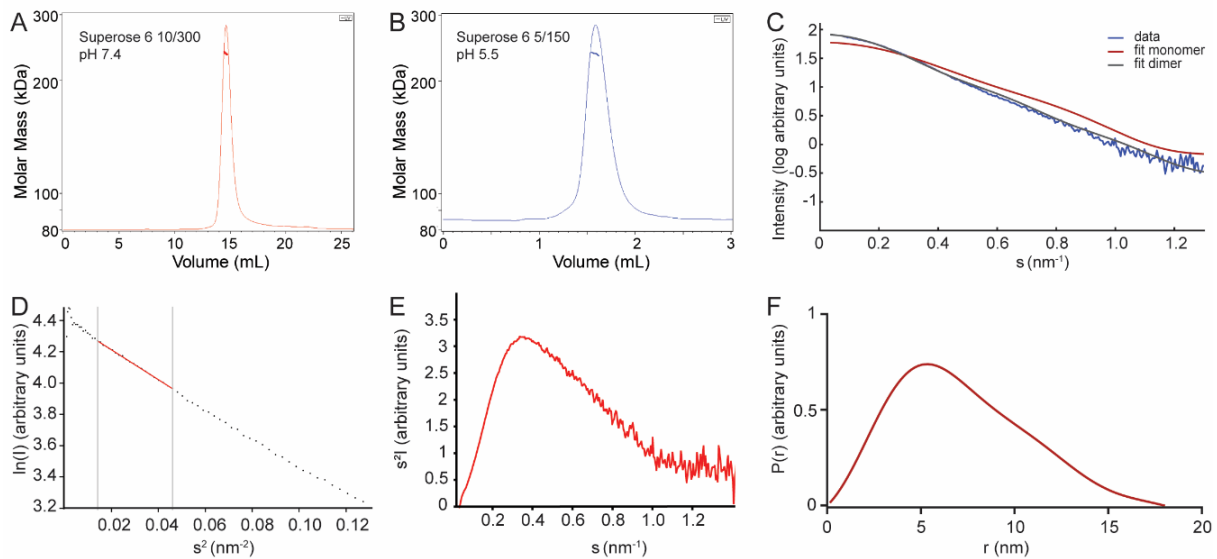 A
300
Superose 6 10/300
pH 7.4
200
100
80
Molar Mass (kDa)
0 5 10 15 20 25
Volume (mL)
B
300
Superose 6 5/150
pH 5.5
200
100
80
Molar Mass (kDa)
0 1 2 3
Volume (mL)
C
data
fit monomer
fit dimer
2
1.5
1
0.5
0
-0.5
-1
Intensity (log arbitrary units)
0 0.2 0.4 0.6 0.8 1.0 1.2
s (nm⁻¹)
D
4.4
4.2
4.0
3.8
3.6
3.4
3.2
ln(I) (arbitrary units)
0.02 0.04 0.06 0.08 0.10 0.12
s² (nm⁻²)
E
3
2.5
2
1.5
1
0.5
0
s²I (arbitrary units)
0.2 0.4 0.6 0.8 1.0 1.2
s (nm⁻¹)
F
1
0.5
0
P(r) (arbitrary units)
0 5 10 15 20
r (nm)